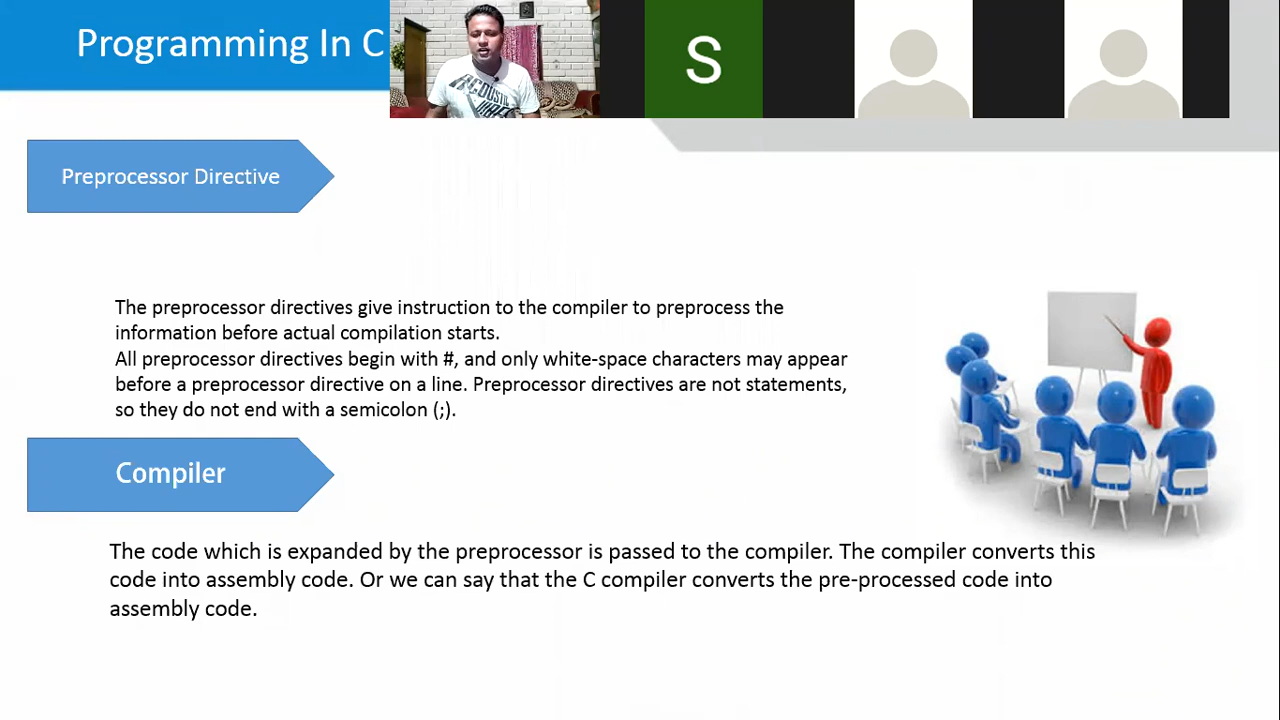 Programming In C
S
Preprocessor Directive
The preprocessor directives give instruction to the compiler to preprocess the
information before actual compilation starts.
All preprocessor directives begin with #, and only white-space characters may appear
before a preprocessor directive on a line. Preprocessor directives are not statements,
so they do not end with a semicolon (;).
Compiler
The code which is expanded by the preprocessor is passed to the compiler. The compiler converts this
code into assembly code. Or we can say that the C compiler converts the pre-processed code into
assembly code.